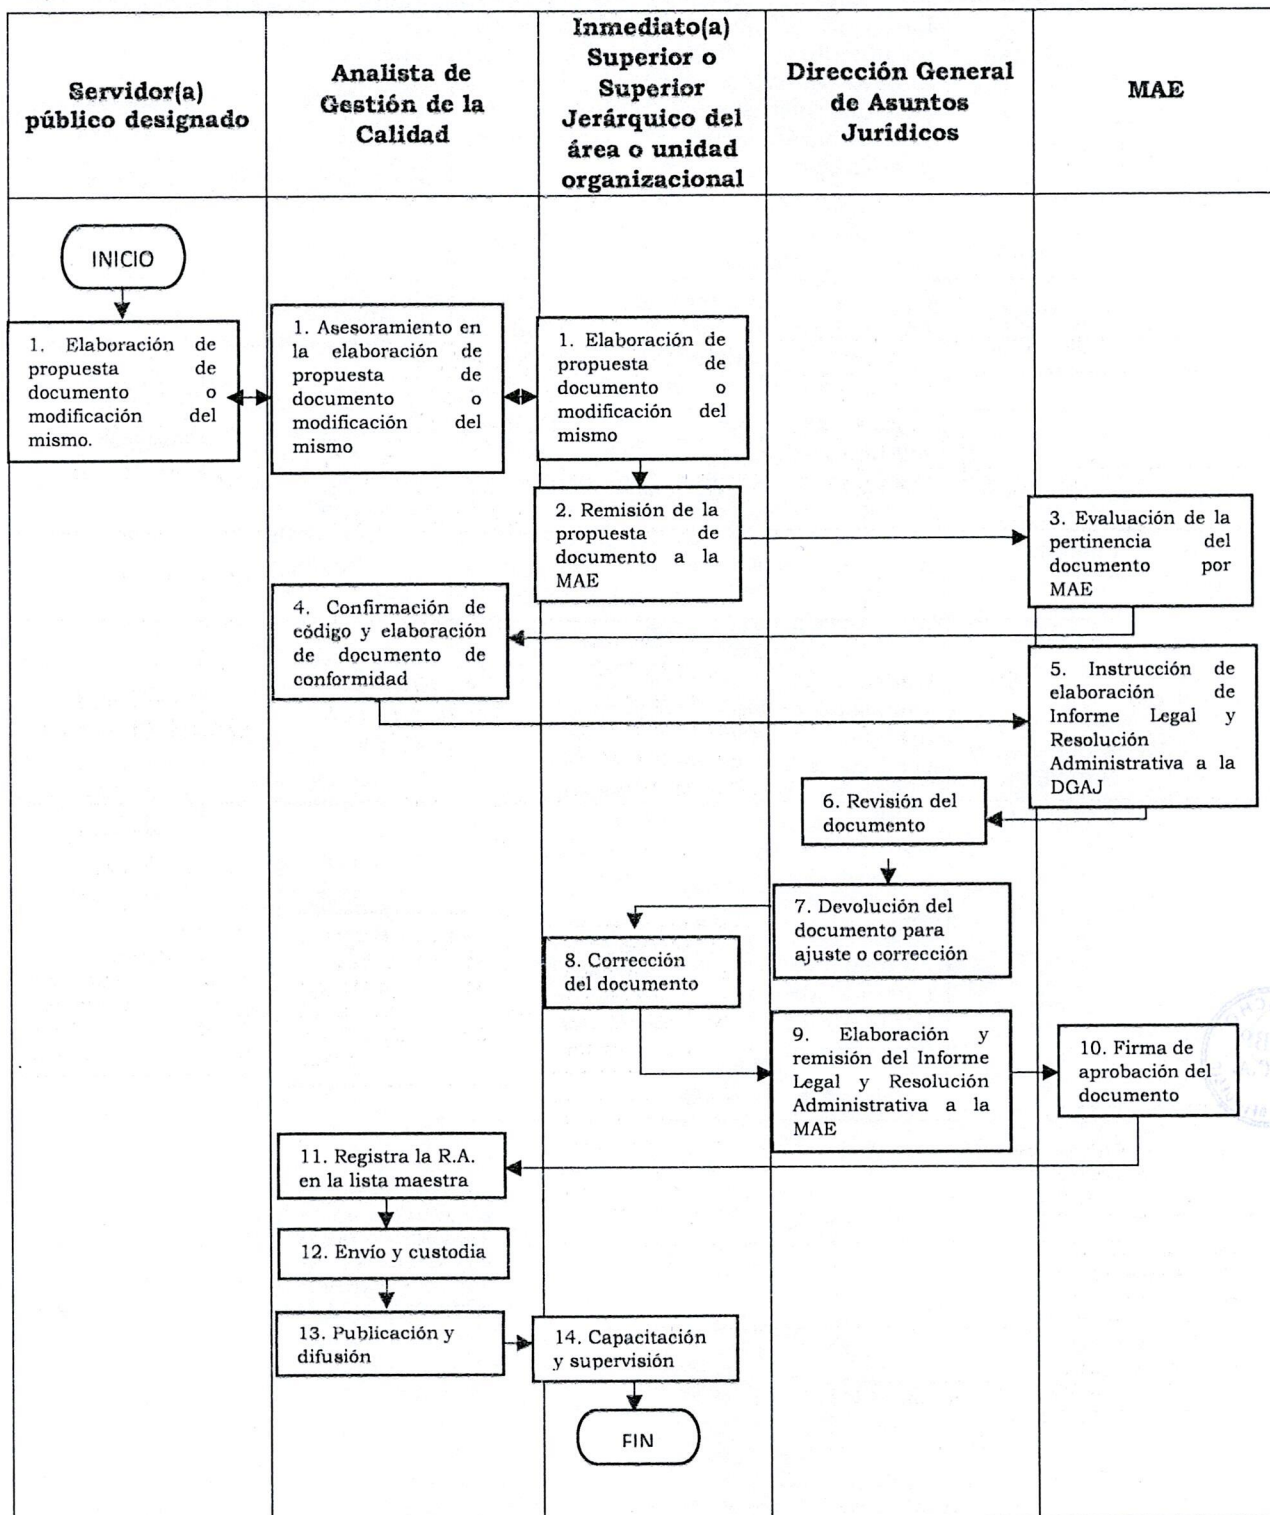 Servidor(a)
público designado
Analista de
Gestión de la
Calidad
Inmediato(a)
Superior o
Superior
Jerárquico del
área o unidad
organizacional
Dirección General
de Asuntos
Jurídicos
MAE
INICIO
1. Elaboración de
propuesta de
documento o
modificación del
mismo.
1. Asesoramiento en
la elaboración de
propuesta de
documento o
modificación del
mismo
1. Elaboración de
propuesta de
documento o
modificación del
mismo
2. Remisión de la
propuesta de
documento a la
MAE
3. Evaluación de la
pertinencia del
documento por
MAE
4. Confirmación de
código y elaboración
de documento de
conformidad
5. Instrucción de
elaboración de
Informe Legal y
Resolución
Administrativa a la
DGAJ
6. Revisión del
documento
7. Devolución del
documento para
ajuste o corrección
8. Corrección
del documento
9. Elaboración y
remisión del Informe
Legal y Resolución
Administrativa a la
MAE
10. Firma de
aprobación del
documento
11. Registra la R.A.
en la lista maestra
12. Envío y custodia
13. Publicación y
difusión
14. Capacitación
y supervisión
FIN